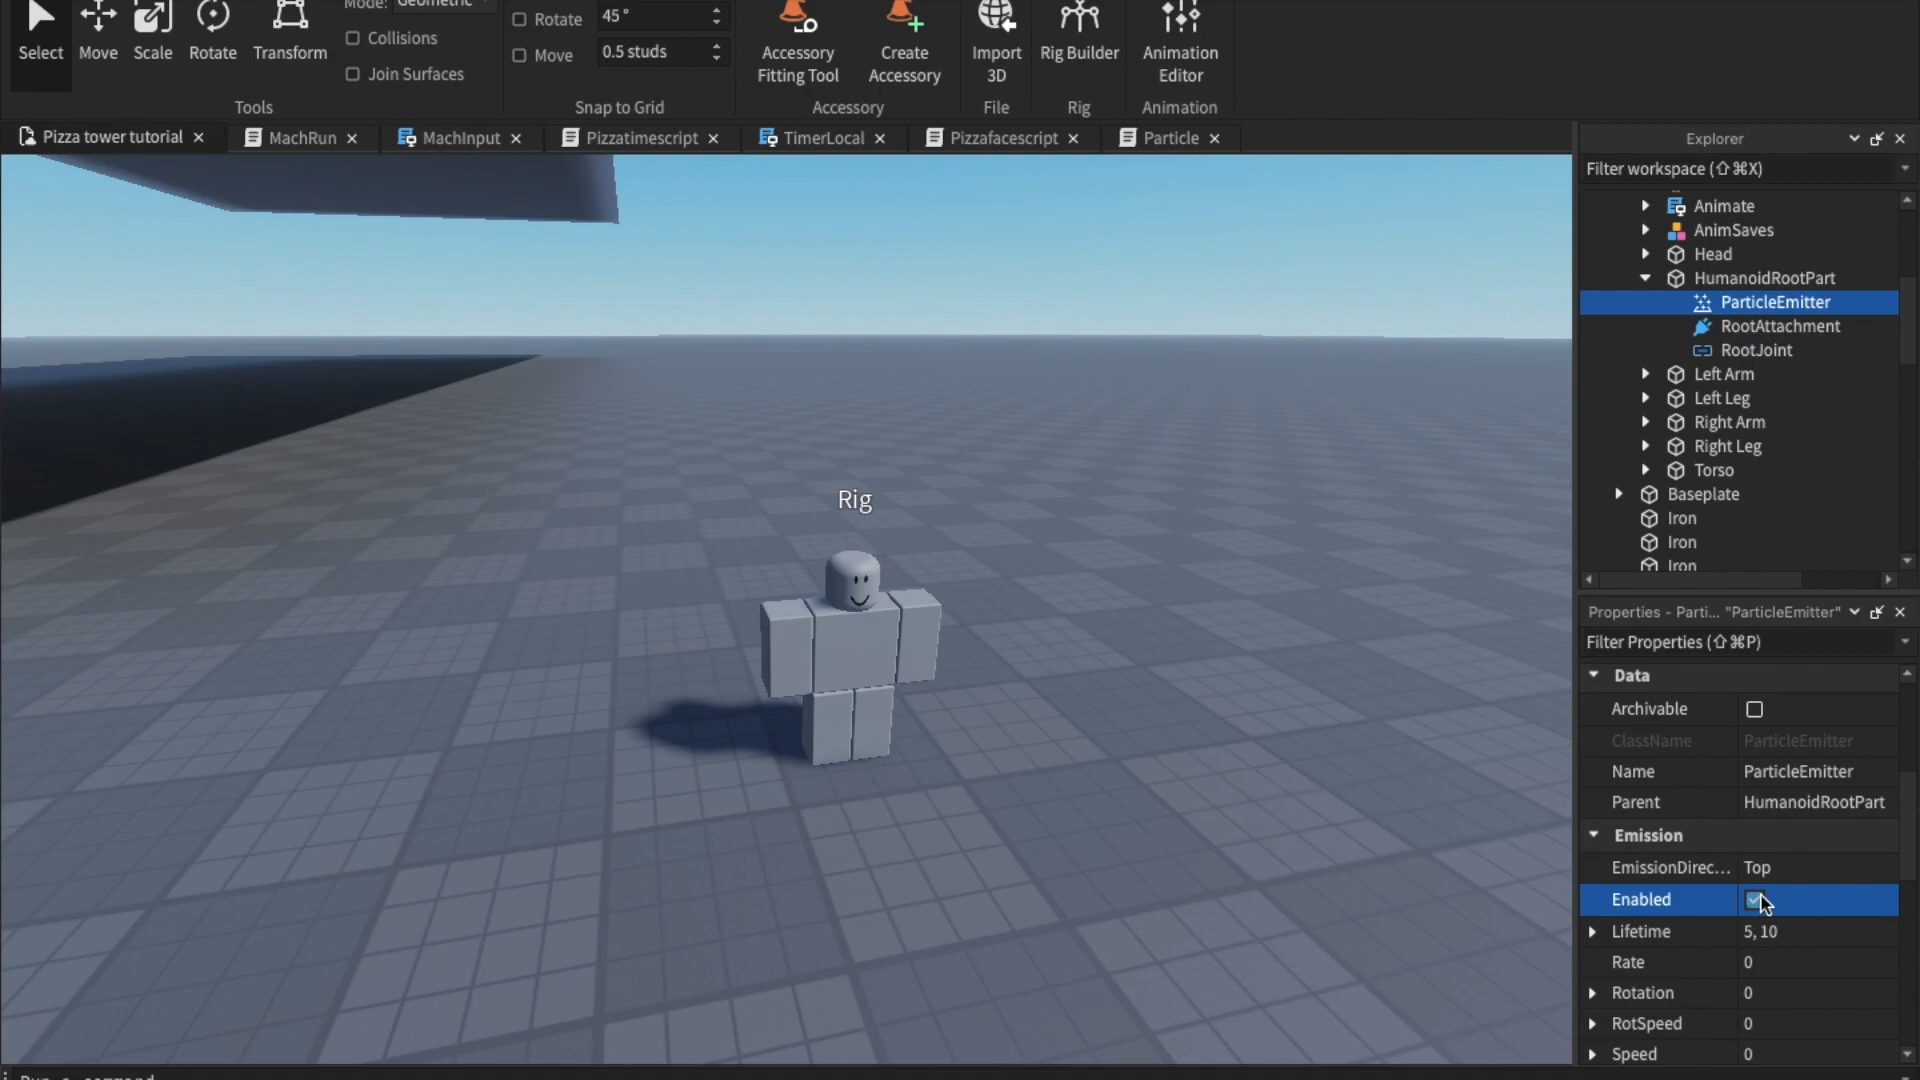 Mode: Geometric
Select
Move
Scale
Rotate
Transform
Collisions
Join Surfaces
Tools
Rotate 45°
Move 0.5 studs
Snap to Grid
Accessory
Fitting Tool
Create
Accessory
Accessory
Import
3D
File
Rig Builder
Rig
Animation
Editor
Animation
Pizza tower tutorial
MachRun
MachInput
Pizzatimescript
TimerLocal
Pizzafacescript
Particle
Rig
Explorer
Filter workspace (⇧⌘X)
Animate
AnimSaves
Head
HumanoidRootPart
ParticleEmitter
RootAttachment
RootJoint
Left Arm
Left Leg
Right Arm
Right Leg
Torso
Baseplate
Iron
Iron
Iron
Properties - Parti... "ParticleEmitter"
Filter Properties (⇧⌘P)
Data
Archivable
ClassName ParticleEmitter
Name ParticleEmitter
Parent HumanoidRootPart
Emission
EmissionDirec... Top
Enabled
Lifetime 5, 10
Rate 0
Rotation 0
RotSpeed 0
Speed 0
Run a command